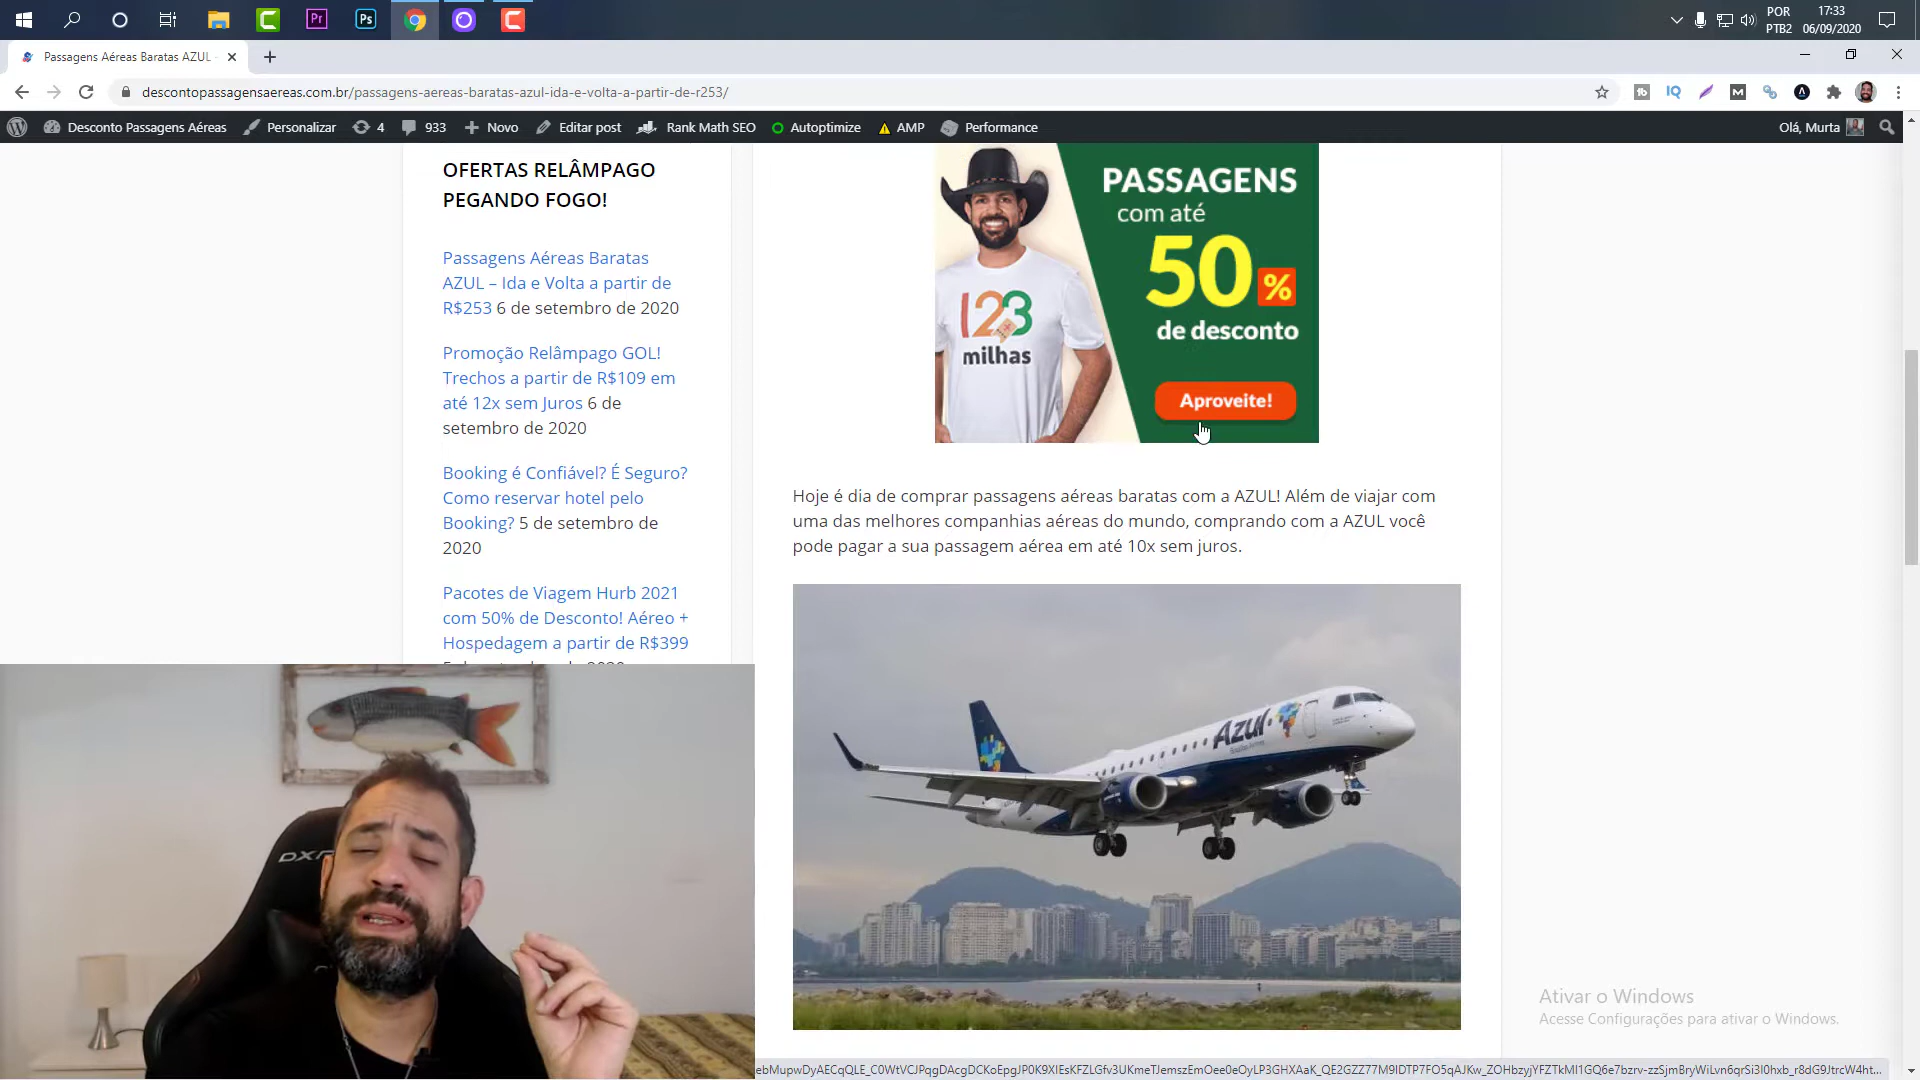 POR
PTB2
17:33
06/09/2020
Passagens Aéreas Baratas AZUL
descontopassagensaereas.com.br/passagens-aereas-baratas-azul-ida-e-volta-a-partir-de-r253/
Desconto Passagens Aéreas
Personalizar
4
933
Novo
Editar post
Rank Math SEO
Autoptimize
AMP
Performance
Olá, Murta
OFERTAS RELÂMPAGO
PEGANDO FOGO!
Passagens Aéreas Baratas
AZUL – Ida e Volta a partir de
R$253 6 de setembro de 2020
Promoção Relâmpago GOL!
Trechos a partir de R$109 em
até 12x sem Juros 6 de
setembro de 2020
Booking é Confiável? É Seguro?
Como reservar hotel pelo
Booking? 5 de setembro de
2020
Pacotes de Viagem Hurb 2021
com 50% de Desconto! Aéreo +
Hospedagem a partir de R$399
PASSAGENS
com até
50%
de desconto
Aproveite!
123
milhas
Hoje é dia de comprar passagens aéreas baratas com a AZUL! Além de viajar com
uma das melhores companhias aéreas do mundo, comprando com a AZUL você
pode pagar a sua passagem aérea em até 10x sem juros.
Azul
Ativar o Windows
Acesse Configurações para ativar o Windows.